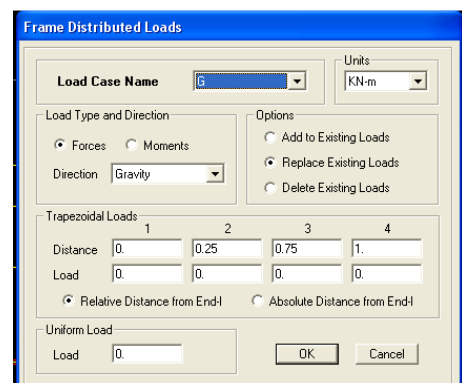 Frame Distributed Loads
Units
Load Case Name G KN-m
Load Type and Direction
Forces Moments
Direction Gravity
Options
Add to Existing Loads
Replace Existing Loads
Delete Existing Loads
Trapezoidal Loads
1 2 3 4
Distance 0. 0.25 0.75 1.
Load 0. 0. 0. 0.
Relative Distance from End-I Absolute Distance from End-I
Uniform Load
Load 0. OK Cancel